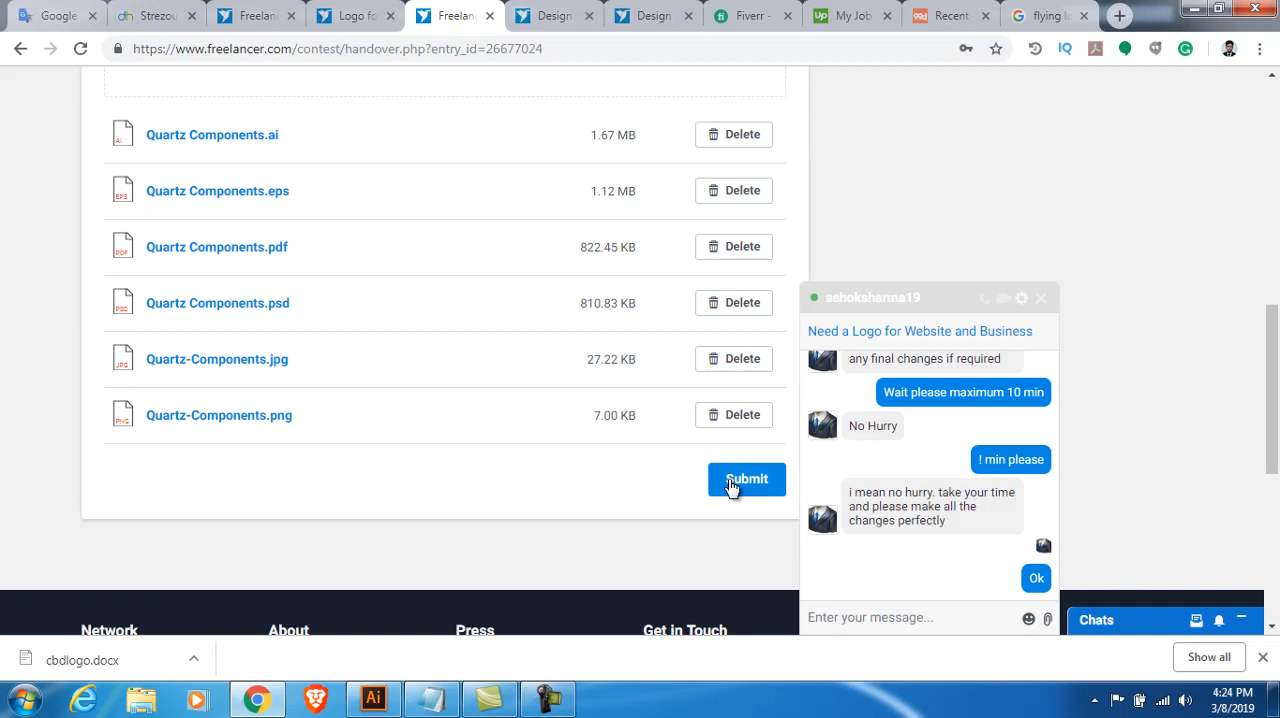 Google
Strezou
Freelan
Logo fo
Freelanc
Design
Design
Fiverr -
My Job
Recent
flying lo
https://www.freelancer.com/contest/handover.php?entry_id=26677024
IQ
Quartz Components.ai 1.67 MB Delete
Quartz Components.eps 1.12 MB Delete
Quartz Components.pdf 822.45 KB Delete
Quartz Components.psd 810.83 KB Delete
Quartz-Components.jpg 27.22 KB Delete
Quartz-Components.png 7.00 KB Delete
Submit
ashoksharma19
Need a Logo for Website and Business
any final changes if required
Wait please maximum 10 min
No Hurry
! min please
i mean no hurry. take your time
and please make all the
changes perfectly
Ok
Enter your message...
Chats
Network About Press Get in Touch
cbdlogo.docx
Show all
Ai
4:24 PM
3/8/2019